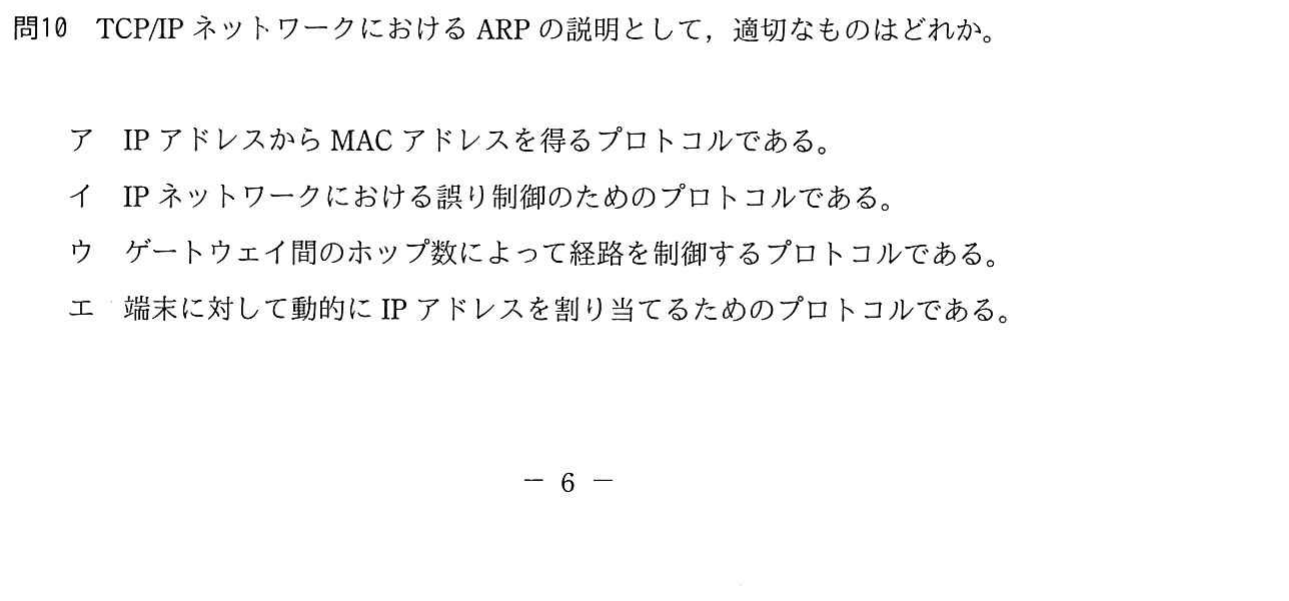 問10 TCP/IP ネットワークにおける ARP の説明として，適切なものはどれか。
ア IP アドレスから MAC アドレスを得るプロトコルである。
イ IP ネットワークにおける誤り制御のためのプロトコルである。
ウ ゲートウェイ間のホップ数によって経路を制御するプロトコルである。
エ 端末に対して動的に IP アドレスを割り当てるためのプロトコルである。
－ 6 －